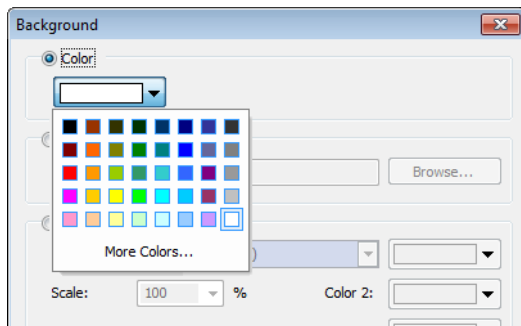 Background
Color
Browse...
More Colors...
)
Scale:
100
%
Color 2: